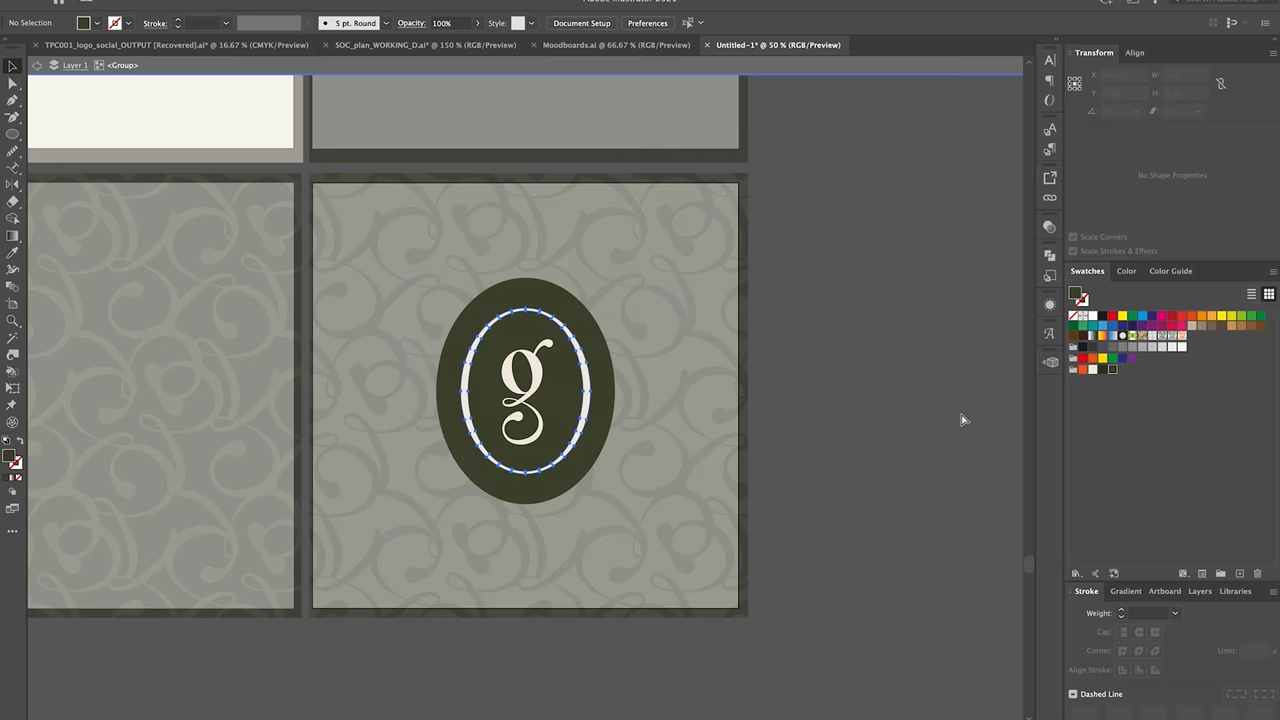 No Selection
Stroke:
5 pt. Round
Opacity: 100%
Style:
Document Setup
Preferences
TPC001_logo_social_OUTPUT [Recovered].ai* @ 16.67 % (CMYK/Preview)
SOC_plan_WORKING_D.ai* @ 150 % (RGB/Preview)
Moodboards.ai @ 66.67 % (RGB/Preview)
Untitled-1* @ 50 % (RGB/Preview)
Layer 1
<Group>
Transform
Align
X:
W:
Y:
H:
No Shape Properties
Scale Corners
Scale Strokes & Effects
Swatches
Color
Color Guide
g
Stroke
Gradient
Artboard
Layers
Libraries
Weight:
Cap:
Corner:
Limit:
Align Stroke:
Dashed Line